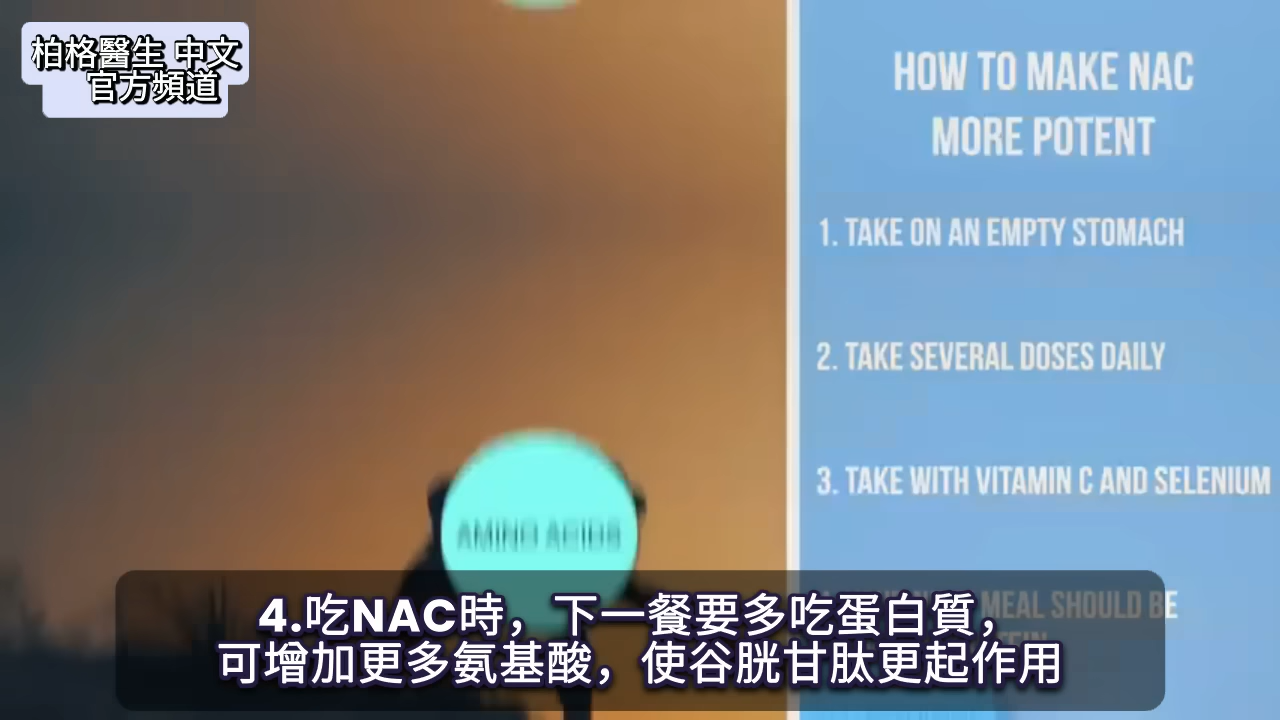 柏格醫生 中文
官方頻道
HOW TO MAKE NAC
MORE POTENT
1. TAKE ON AN EMPTY STOMACH
2. TAKE SEVERAL DOSES DAILY
3. TAKE WITH VITAMIN C AND SELENIUM
AMINO ACIDS
MEAL SHOULD BE
4.吃NAC時，下一餐要多吃蛋白質，
可增加更多氨基酸，使谷胱甘肽更起作用